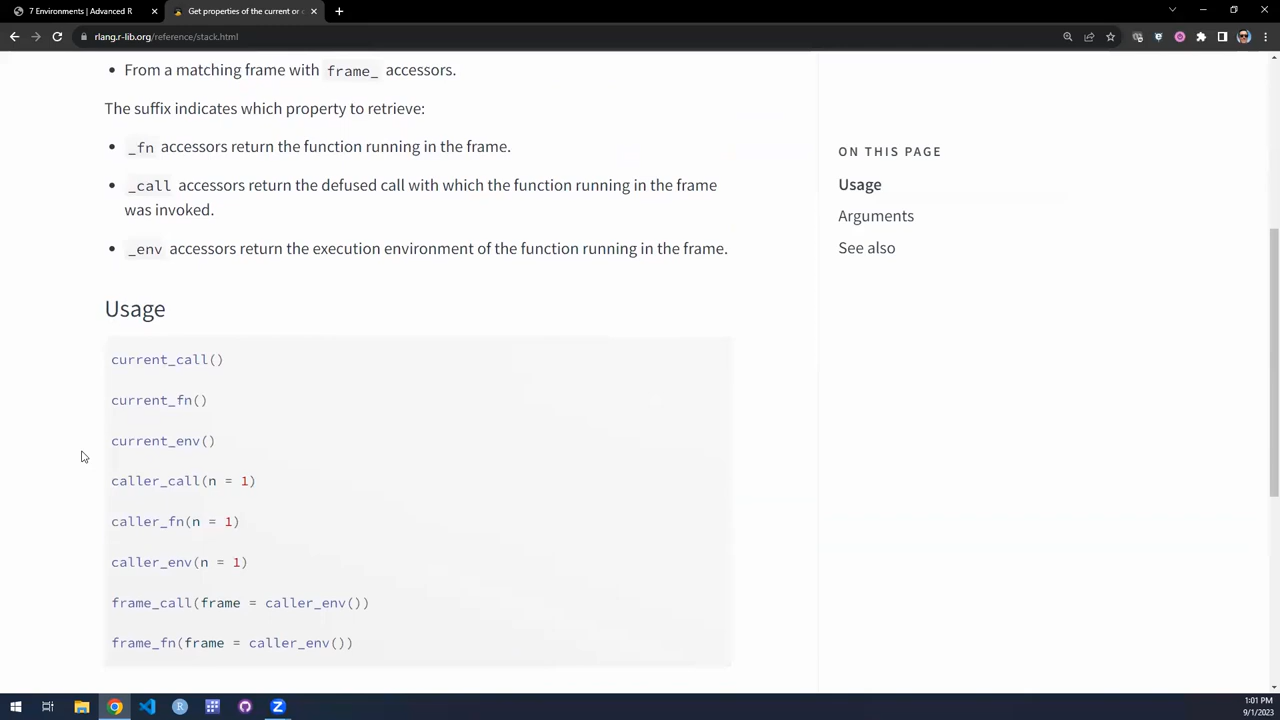 7 Environments | Advanced R
Get properties of the current or c
rlang.r-lib.org/reference/stack.html
From a matching frame with frame_ accessors.
The suffix indicates which property to retrieve:
_fn accessors return the function running in the frame.
_call accessors return the defused call with which the function running in the frame
was invoked.
_env accessors return the execution environment of the function running in the frame.
Usage
current_call()
current_fn()
current_env()
caller_call(n = 1)
caller_fn(n = 1)
caller_env(n = 1)
frame_call(frame = caller_env())
frame_fn(frame = caller_env())
ON THIS PAGE
Usage
Arguments
See also
1:01 PM
9/1/2023